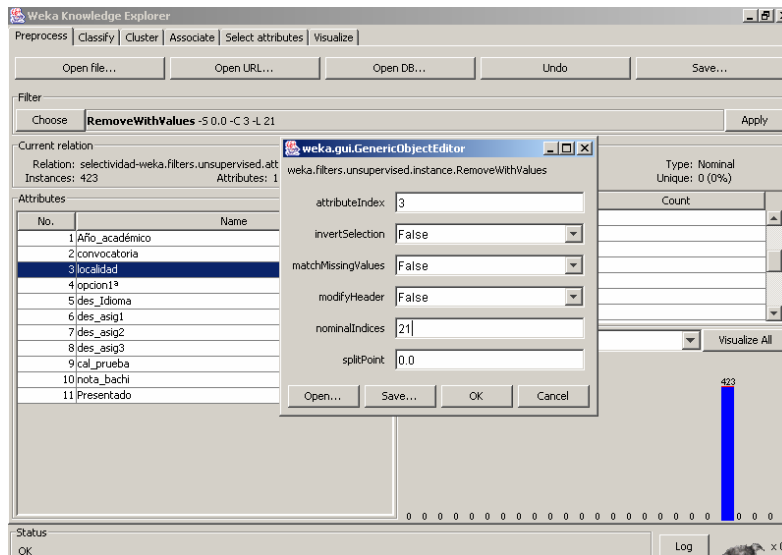 Weka Knowledge Explorer
Preprocess Classify Cluster Associate Select attributes Visualize
Open file... Open URL... Open DB... Undo Save...
Filter
Choose RemoveWithValues -S 0.0 -C 3 -L 21 Apply
Current relation
Relation: selectividad-weka.filters.unsupervised.att
Instances: 423 Attributes: 1
Type: Nominal
Unique: 0 (0%)
Attributes
No. Name
1 Año_académico
2 convocatoria
3 localidad
4 opcion1ª
5 des_Idioma
6 des_asig1
7 des_asig2
8 des_asig3
9 cal_prueba
10 nota_bachi
11 Presentado
weka.gui.GenericObjectEditor
weka.filters.unsupervised.instance.RemoveWithValues
attributeIndex 3
invertSelection False
matchMissingValues False
modifyHeader False
nominalIndices 21
splitPoint 0.0
Open... Save... OK Cancel
Count
Visualize All
423
0 0 0 0 0 0 0 0 0 0 0 0 0 0 0 0 0 0 0 0 0 0 0
Status
OK
Log
x